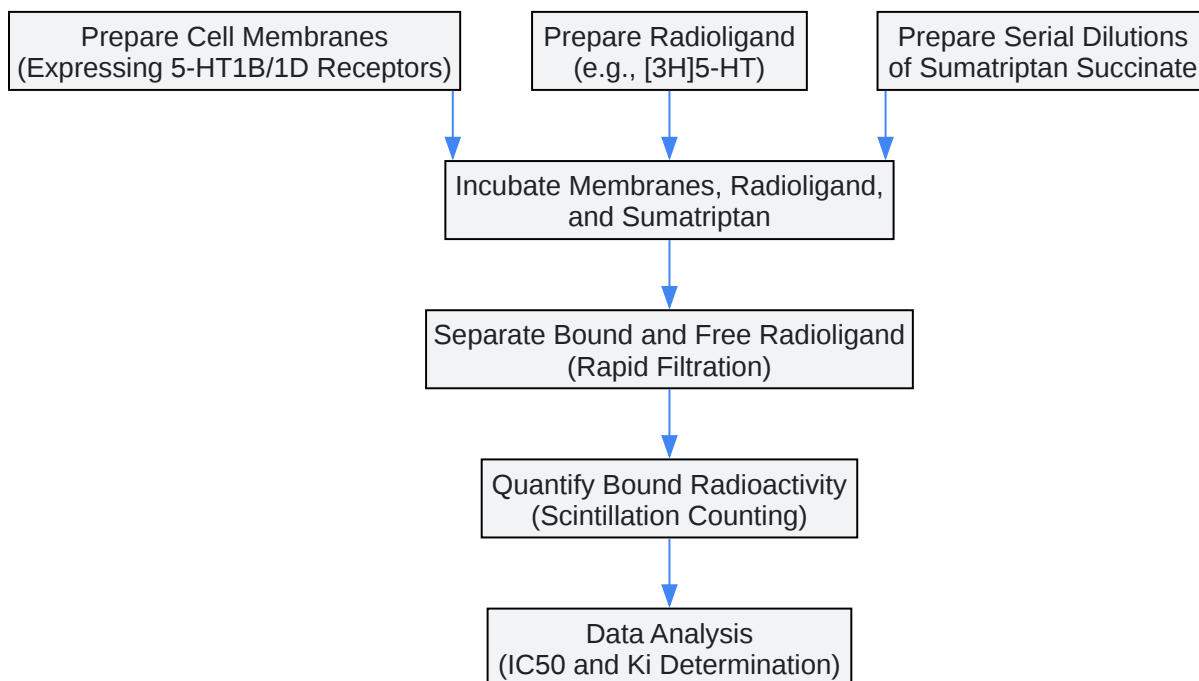 Prepare Cell Membranes
(Expressing 5-HT1B/1D Receptors)
Prepare Radioligand
(e.g., [3H]5-HT)
Prepare Serial Dilutions
of Sumatriptan Succinate
Incubate Membranes, Radioligand,
and Sumatriptan
Separate Bound and Free Radioligand
(Rapid Filtration)
Quantify Bound Radioactivity
(Scintillation Counting)
Data Analysis
(IC50 and Ki Determination)